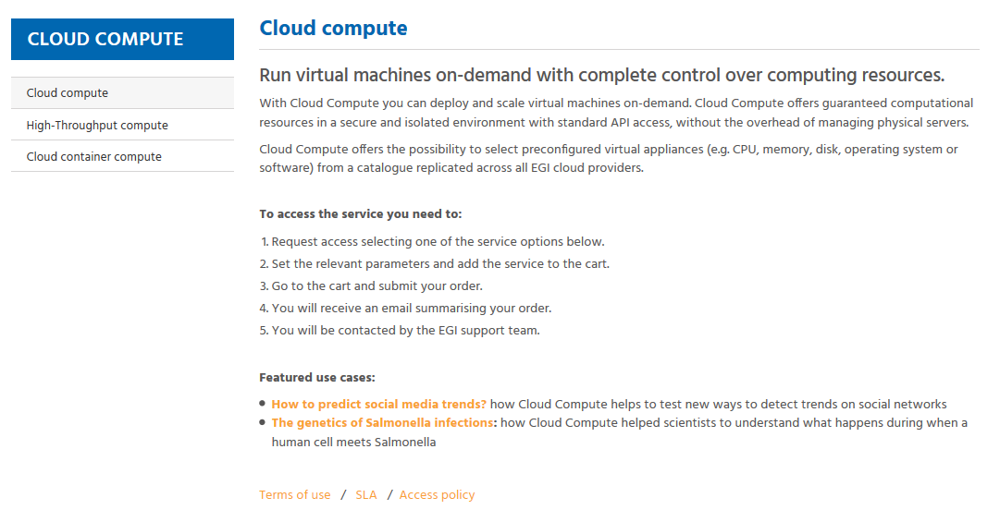 CLOUD COMPUTE
Cloud compute
High-Throughput compute
Cloud container compute
Cloud compute
Run virtual machines on-demand with complete control over computing resources.
With Cloud Compute you can deploy and scale virtual machines on-demand. Cloud Compute offers guaranteed computational
resources in a secure and isolated environment with standard API access, without the overhead of managing physical servers.
Cloud Compute offers the possibility to select preconfigured virtual appliances (e.g. CPU, memory, disk, operating system or
software) from a catalogue replicated across all EGI cloud providers.
To access the service you need to:
1. Request access selecting one of the service options below.
2. Set the relevant parameters and add the service to the cart.
3. Go to the cart and submit your order.
4. You will receive an email summarising your order.
5. You will be contacted by the EGI support team.
Featured use cases:
• How to predict social media trends? how Cloud Compute helps to test new ways to detect trends on social networks
• The genetics of Salmonella infections: how Cloud Compute helped scientists to understand what happens during when a
human cell meets Salmonella
Terms of use / SLA / Access policy